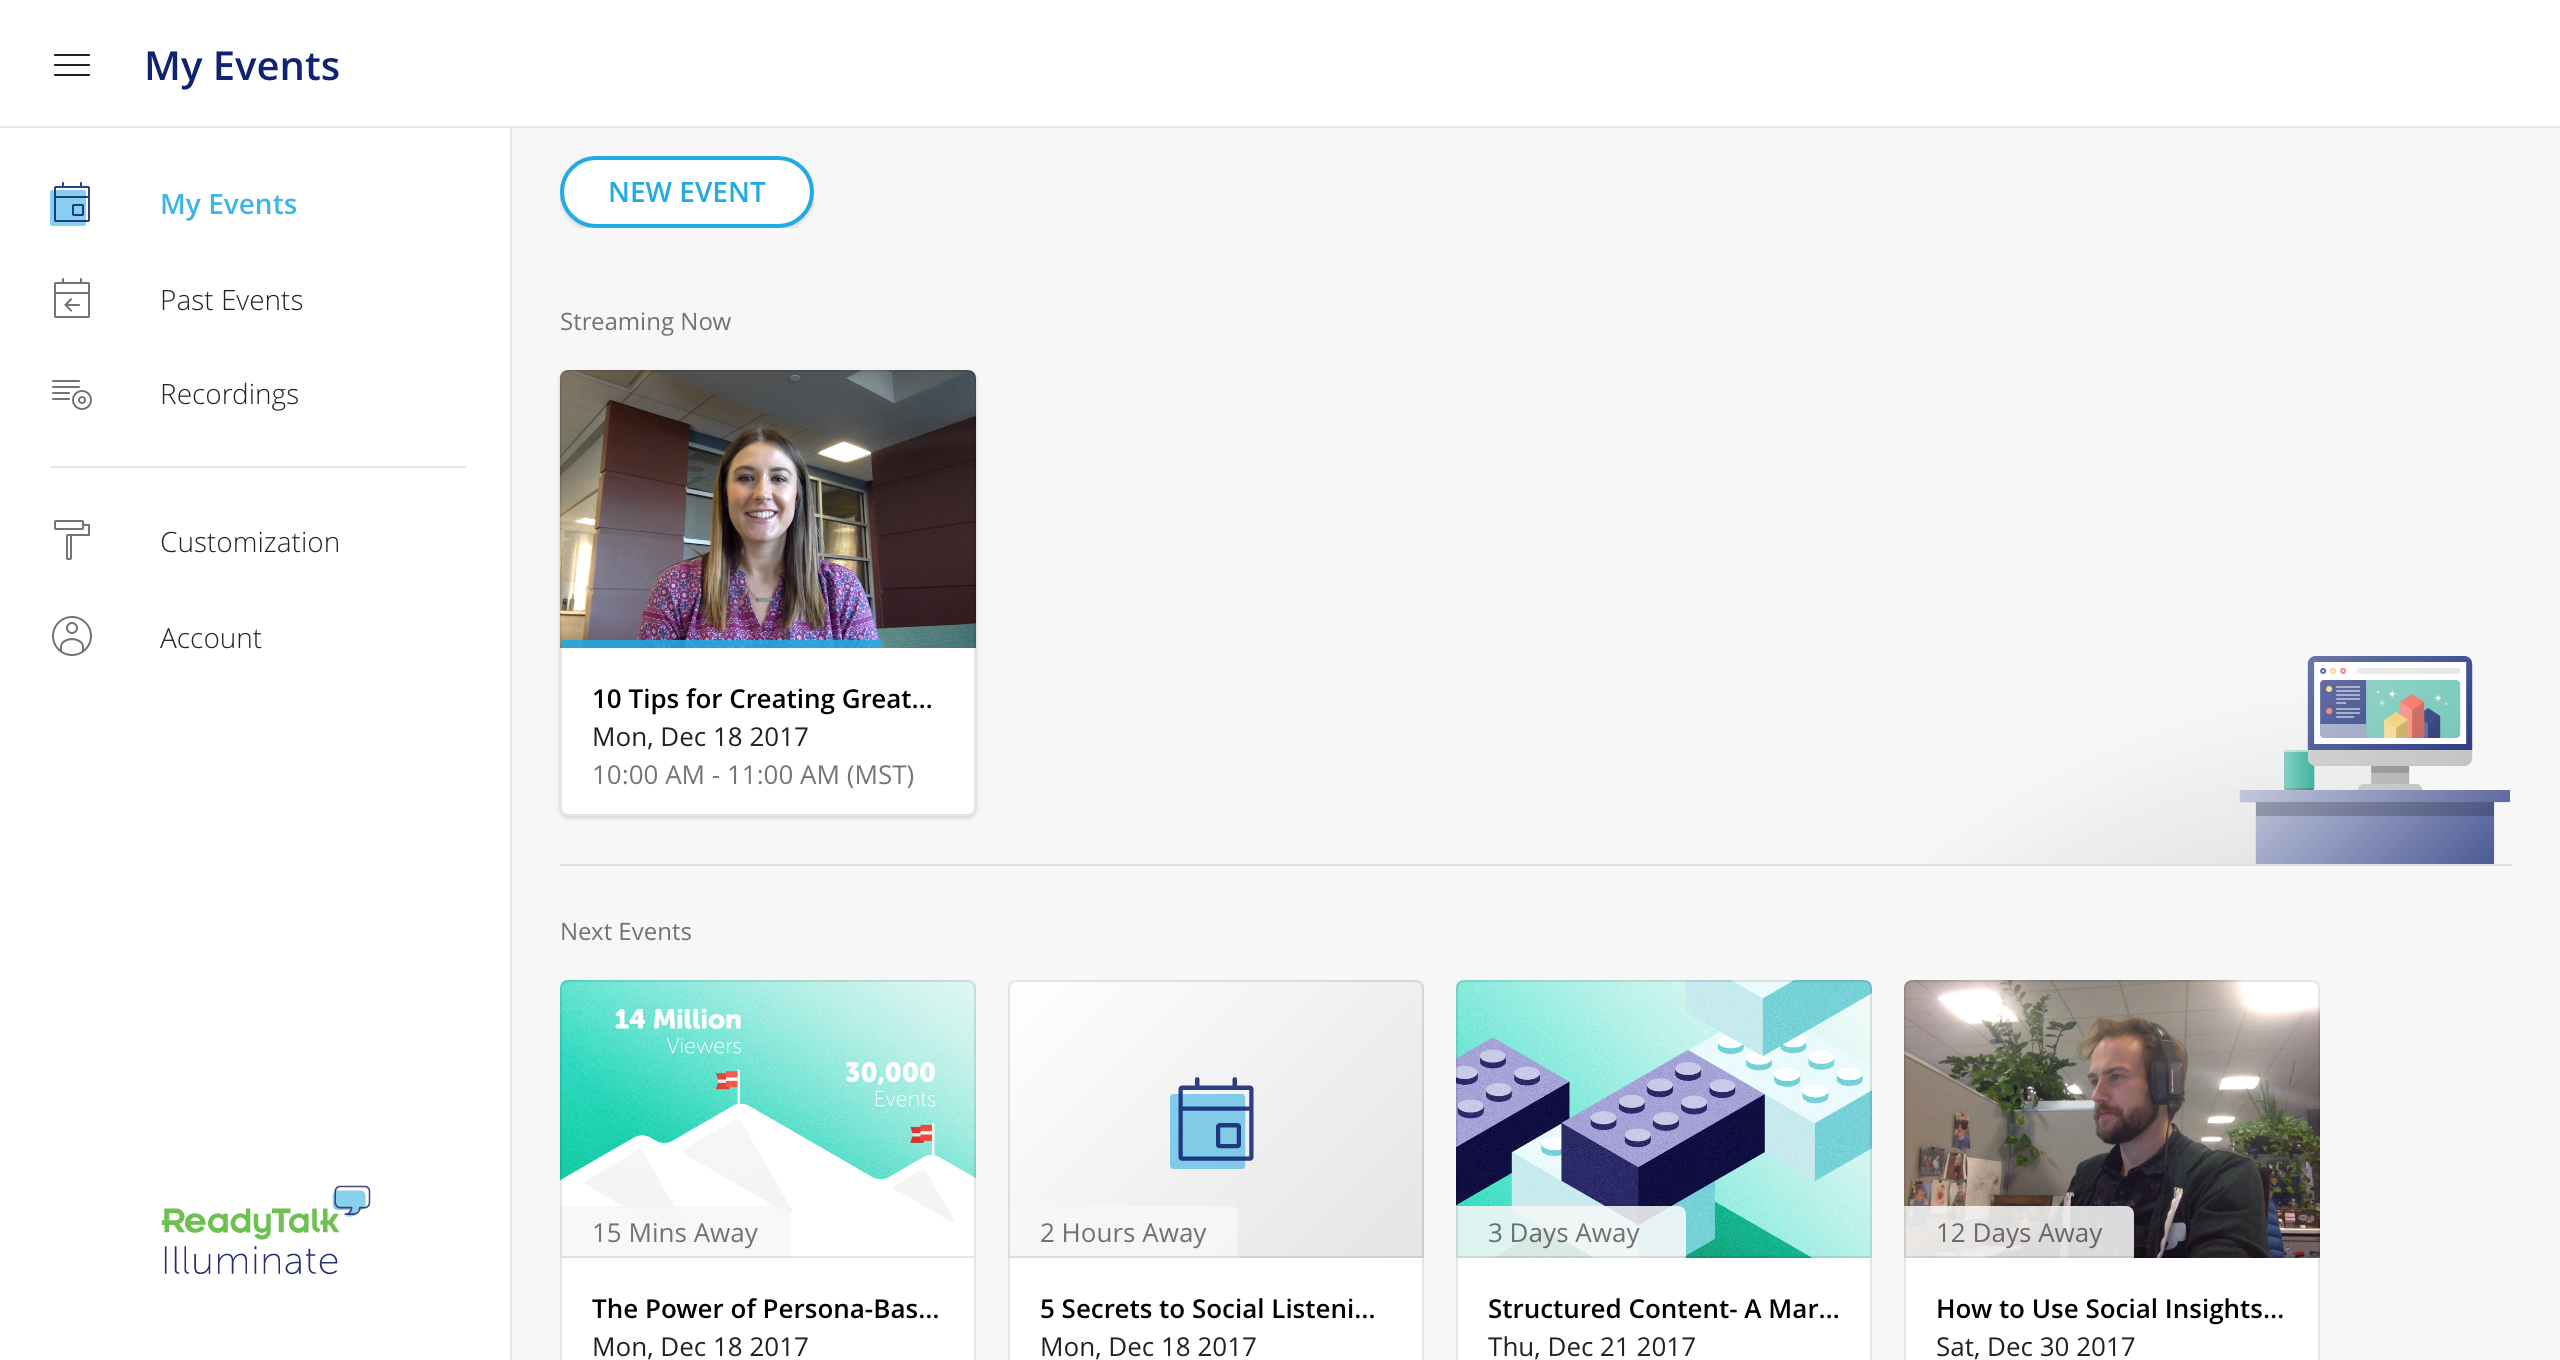 My Events
My Events
Past Events
Recordings
Customization
Account
ReadyTalk
Illuminate
NEW EVENT
Streaming Now
10 Tips for Creating Great...
Mon, Dec 18 2017
10:00 AM - 11:00 AM (MST)
Next Events
14 Million
Viewers
30,000
Events
15 Mins Away
The Power of Persona-Bas...
Mon, Dec 18 2017
2 Hours Away
5 Secrets to Social Listeni...
Mon, Dec 18 2017
3 Days Away
Structured Content- A Mar...
Thu, Dec 21 2017
12 Days Away
How to Use Social Insights...
Sat, Dec 30 2017